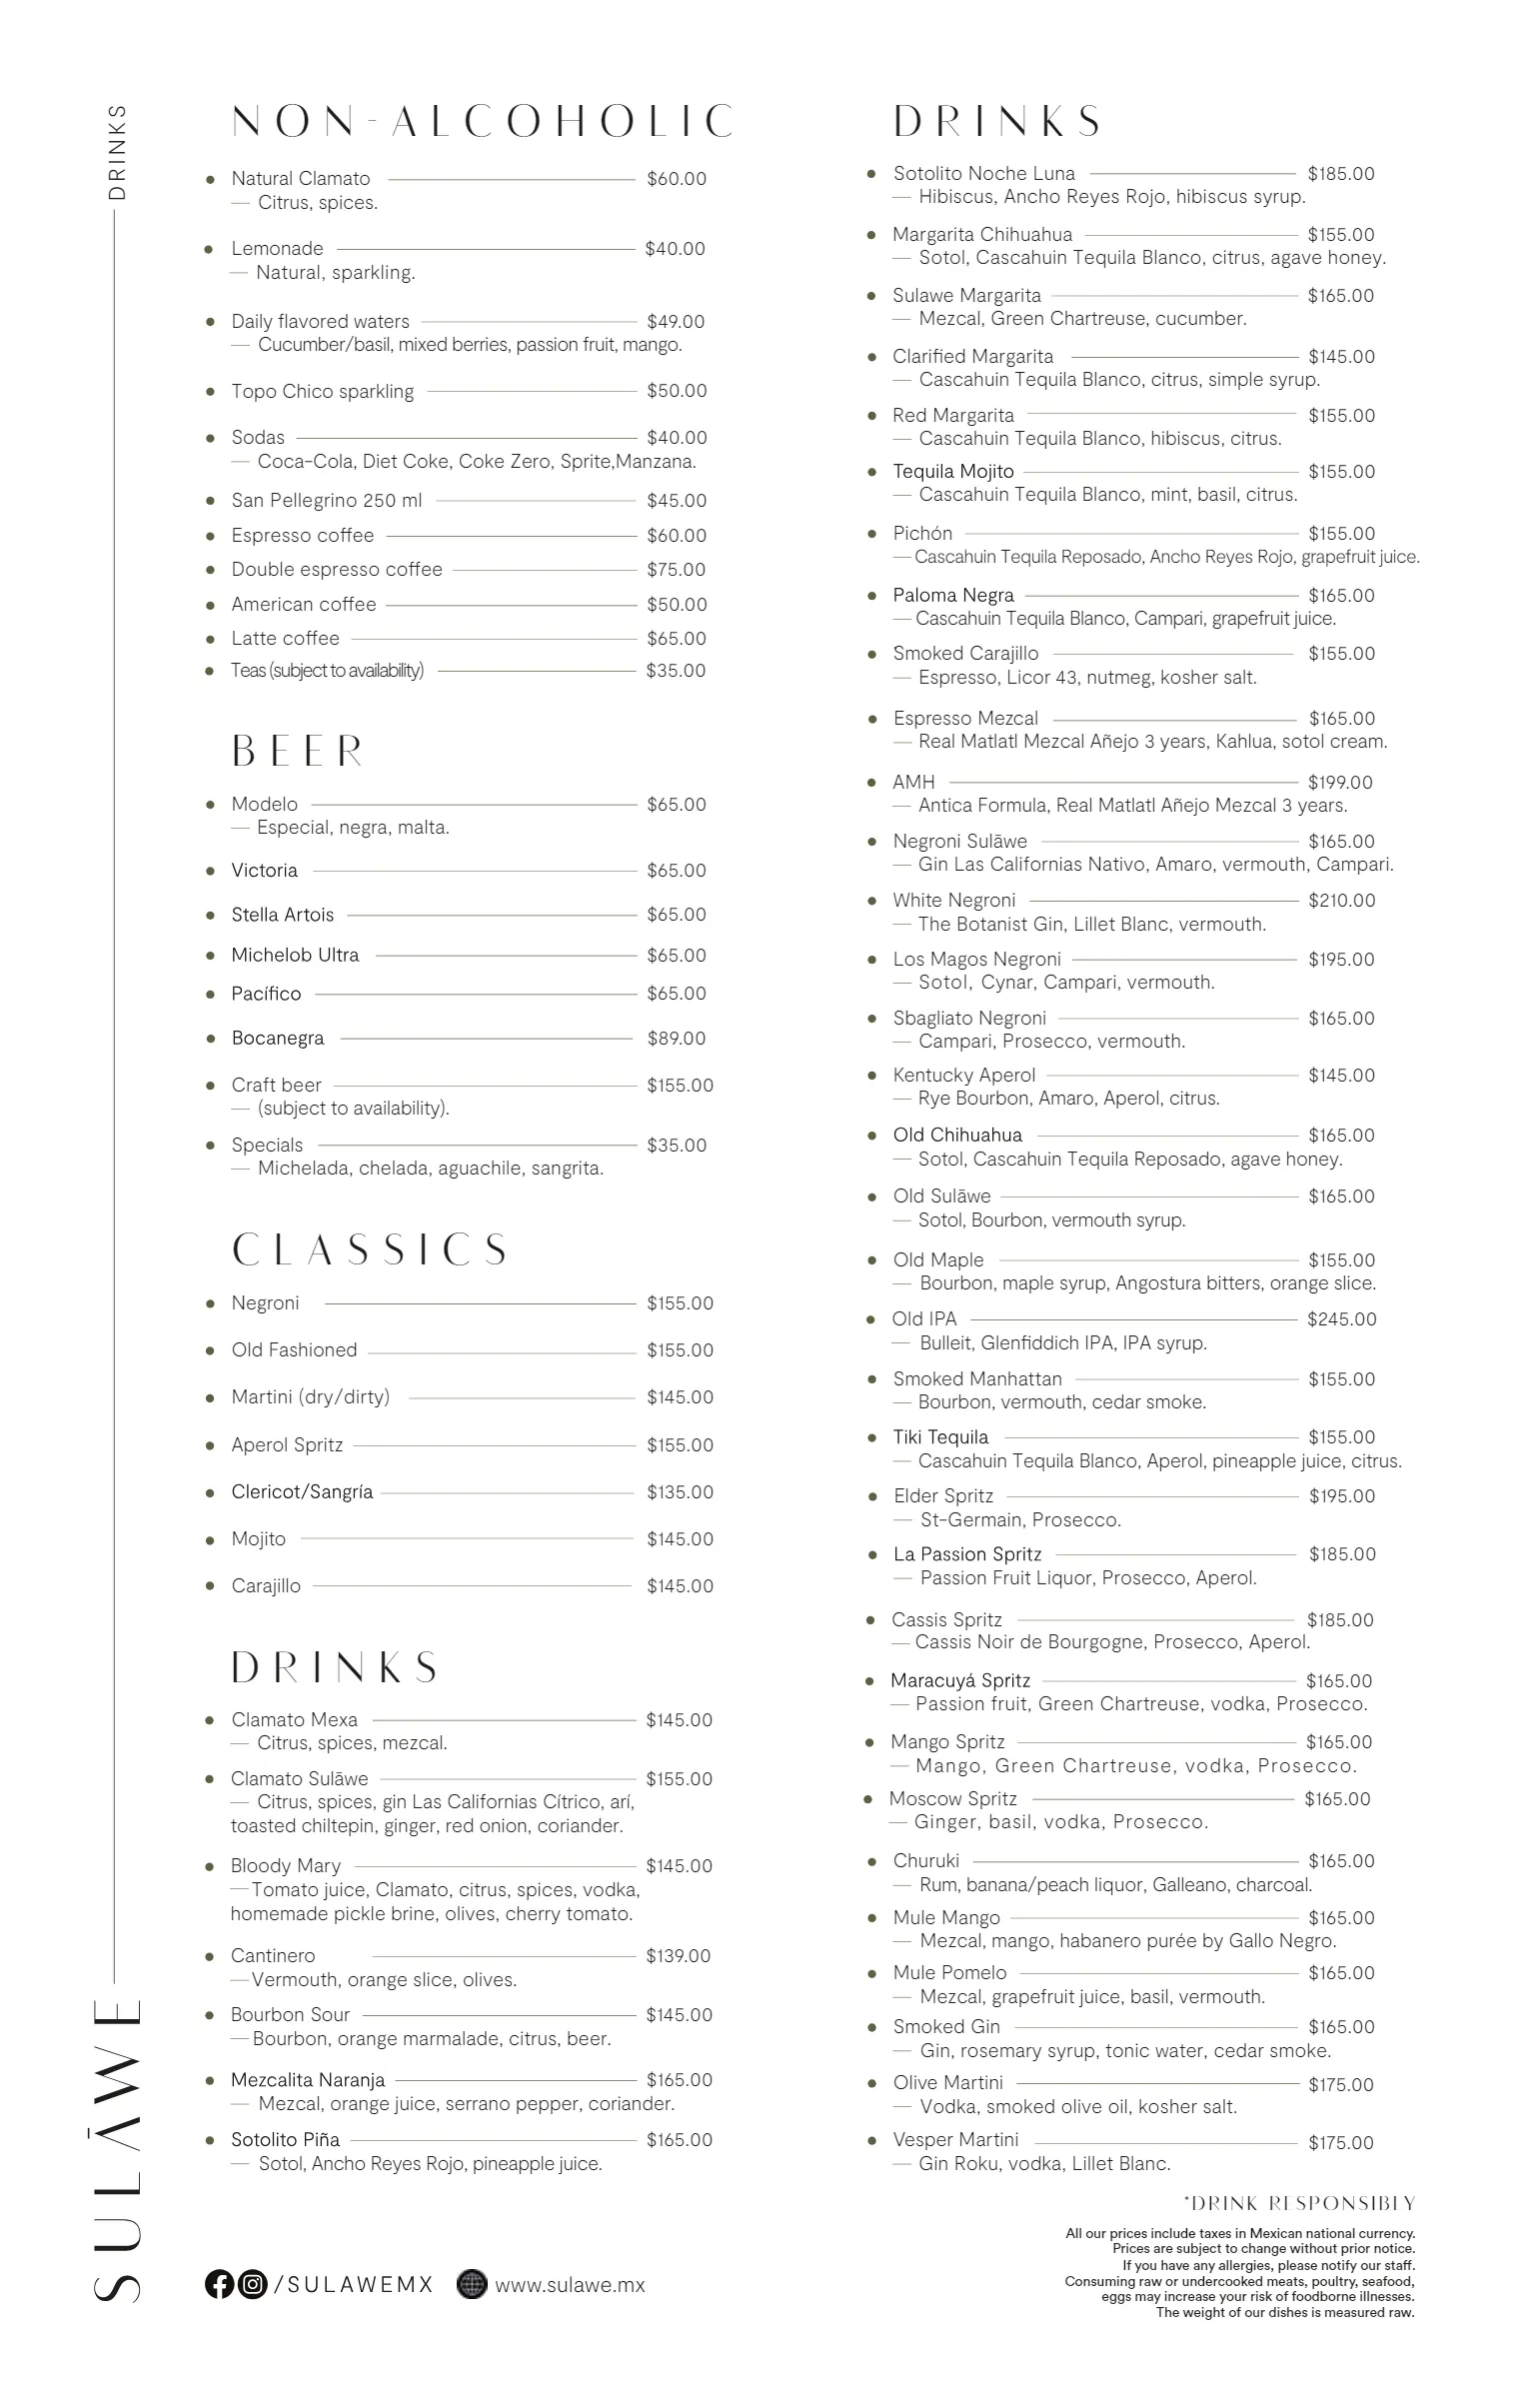 DRINKS
SULĀWE
NON-ALCOHOLIC
Natural Clamato $60.00
— Citrus, spices.
Lemonade $40.00
— Natural, sparkling.
Daily flavored waters $49.00
— Cucumber/basil, mixed berries, passion fruit, mango.
Topo Chico sparkling $50.00
Sodas $40.00
— Coca-Cola, Diet Coke, Coke Zero, Sprite,Manzana.
San Pellegrino 250 ml $45.00
Espresso coffee $60.00
Double espresso coffee $75.00
American coffee $50.00
Latte coffee $65.00
Teas (subject to availability) $35.00
BEER
Modelo $65.00
— Especial, negra, malta.
Victoria $65.00
Stella Artois $65.00
Michelob Ultra $65.00
Pacífico $65.00
Bocanegra $89.00
Craft beer $155.00
— (subject to availability).
Specials $35.00
— Michelada, chelada, aguachile, sangrita.
CLASSICS
Negroni $155.00
Old Fashioned $155.00
Martini (dry/dirty) $145.00
Aperol Spritz $155.00
Clericot/Sangría $135.00
Mojito $145.00
Carajillo $145.00
DRINKS
Clamato Mexa $145.00
— Citrus, spices, mezcal.
Clamato Sulāwe $155.00
— Citrus, spices, gin Las Californias Cítrico, arí,
toasted chiltepin, ginger, red onion, coriander.
Bloody Mary $145.00
— Tomato juice, Clamato, citrus, spices, vodka,
homemade pickle brine, olives, cherry tomato.
Cantinero $139.00
— Vermouth, orange slice, olives.
Bourbon Sour $145.00
— Bourbon, orange marmalade, citrus, beer.
Mezcalita Naranja $165.00
— Mezcal, orange juice, serrano pepper, coriander.
Sotolito Piña $165.00
— Sotol, Ancho Reyes Rojo, pineapple juice.
/SULAWEMX www.sulawe.mx
DRINKS
Sotolito Noche Luna $185.00
— Hibiscus, Ancho Reyes Rojo, hibiscus syrup.
Margarita Chihuahua $155.00
— Sotol, Cascahuin Tequila Blanco, citrus, agave honey.
Sulawe Margarita $165.00
— Mezcal, Green Chartreuse, cucumber.
Clarified Margarita $145.00
— Cascahuin Tequila Blanco, citrus, simple syrup.
Red Margarita $155.00
— Cascahuin Tequila Blanco, hibiscus, citrus.
Tequila Mojito $155.00
— Cascahuin Tequila Blanco, mint, basil, citrus.
Pichón $155.00
— Cascahuin Tequila Reposado, Ancho Reyes Rojo, grapefruit juice.
Paloma Negra $165.00
— Cascahuin Tequila Blanco, Campari, grapefruit juice.
Smoked Carajillo $155.00
— Espresso, Licor 43, nutmeg, kosher salt.
Espresso Mezcal $165.00
— Real Matlatl Mezcal Añejo 3 years, Kahlua, sotol cream.
AMH $199.00
— Antica Formula, Real Matlatl Añejo Mezcal 3 years.
Negroni Sulāwe $165.00
— Gin Las Californias Nativo, Amaro, vermouth, Campari.
White Negroni $210.00
— The Botanist Gin, Lillet Blanc, vermouth.
Los Magos Negroni $195.00
— Sotol, Cynar, Campari, vermouth.
Sbagliato Negroni $165.00
— Campari, Prosecco, vermouth.
Kentucky Aperol $145.00
— Rye Bourbon, Amaro, Aperol, citrus.
Old Chihuahua $165.00
— Sotol, Cascahuin Tequila Reposado, agave honey.
Old Sulāwe $165.00
— Sotol, Bourbon, vermouth syrup.
Old Maple $155.00
— Bourbon, maple syrup, Angostura bitters, orange slice.
Old IPA $245.00
— Bulleit, Glenfiddich IPA, IPA syrup.
Smoked Manhattan $155.00
— Bourbon, vermouth, cedar smoke.
Tiki Tequila $155.00
— Cascahuin Tequila Blanco, Aperol, pineapple juice, citrus.
Elder Spritz $195.00
— St-Germain, Prosecco.
La Passion Spritz $185.00
— Passion Fruit Liquor, Prosecco, Aperol.
Cassis Spritz $185.00
— Cassis Noir de Bourgogne, Prosecco, Aperol.
Maracuyá Spritz $165.00
— Passion fruit, Green Chartreuse, vodka, Prosecco.
Mango Spritz $165.00
— Mango, Green Chartreuse, vodka, Prosecco.
Moscow Spritz $165.00
— Ginger, basil, vodka, Prosecco.
Churuki $165.00
— Rum, banana/peach liquor, Galleano, charcoal.
Mule Mango $165.00
— Mezcal, mango, habanero purée by Gallo Negro.
Mule Pomelo $165.00
— Mezcal, grapefruit juice, basil, vermouth.
Smoked Gin $165.00
— Gin, rosemary syrup, tonic water, cedar smoke.
Olive Martini $175.00
— Vodka, smoked olive oil, kosher salt.
Vesper Martini $175.00
— Gin Roku, vodka, Lillet Blanc.
*DRINK RESPONSIBLY
All our prices include taxes in Mexican national currency.
Prices are subject to change without prior notice.
If you have any allergies, please notify our staff.
Consuming raw or undercooked meats, poultry, seafood,
eggs may increase your risk of foodborne illnesses.
The weight of our dishes is measured raw.